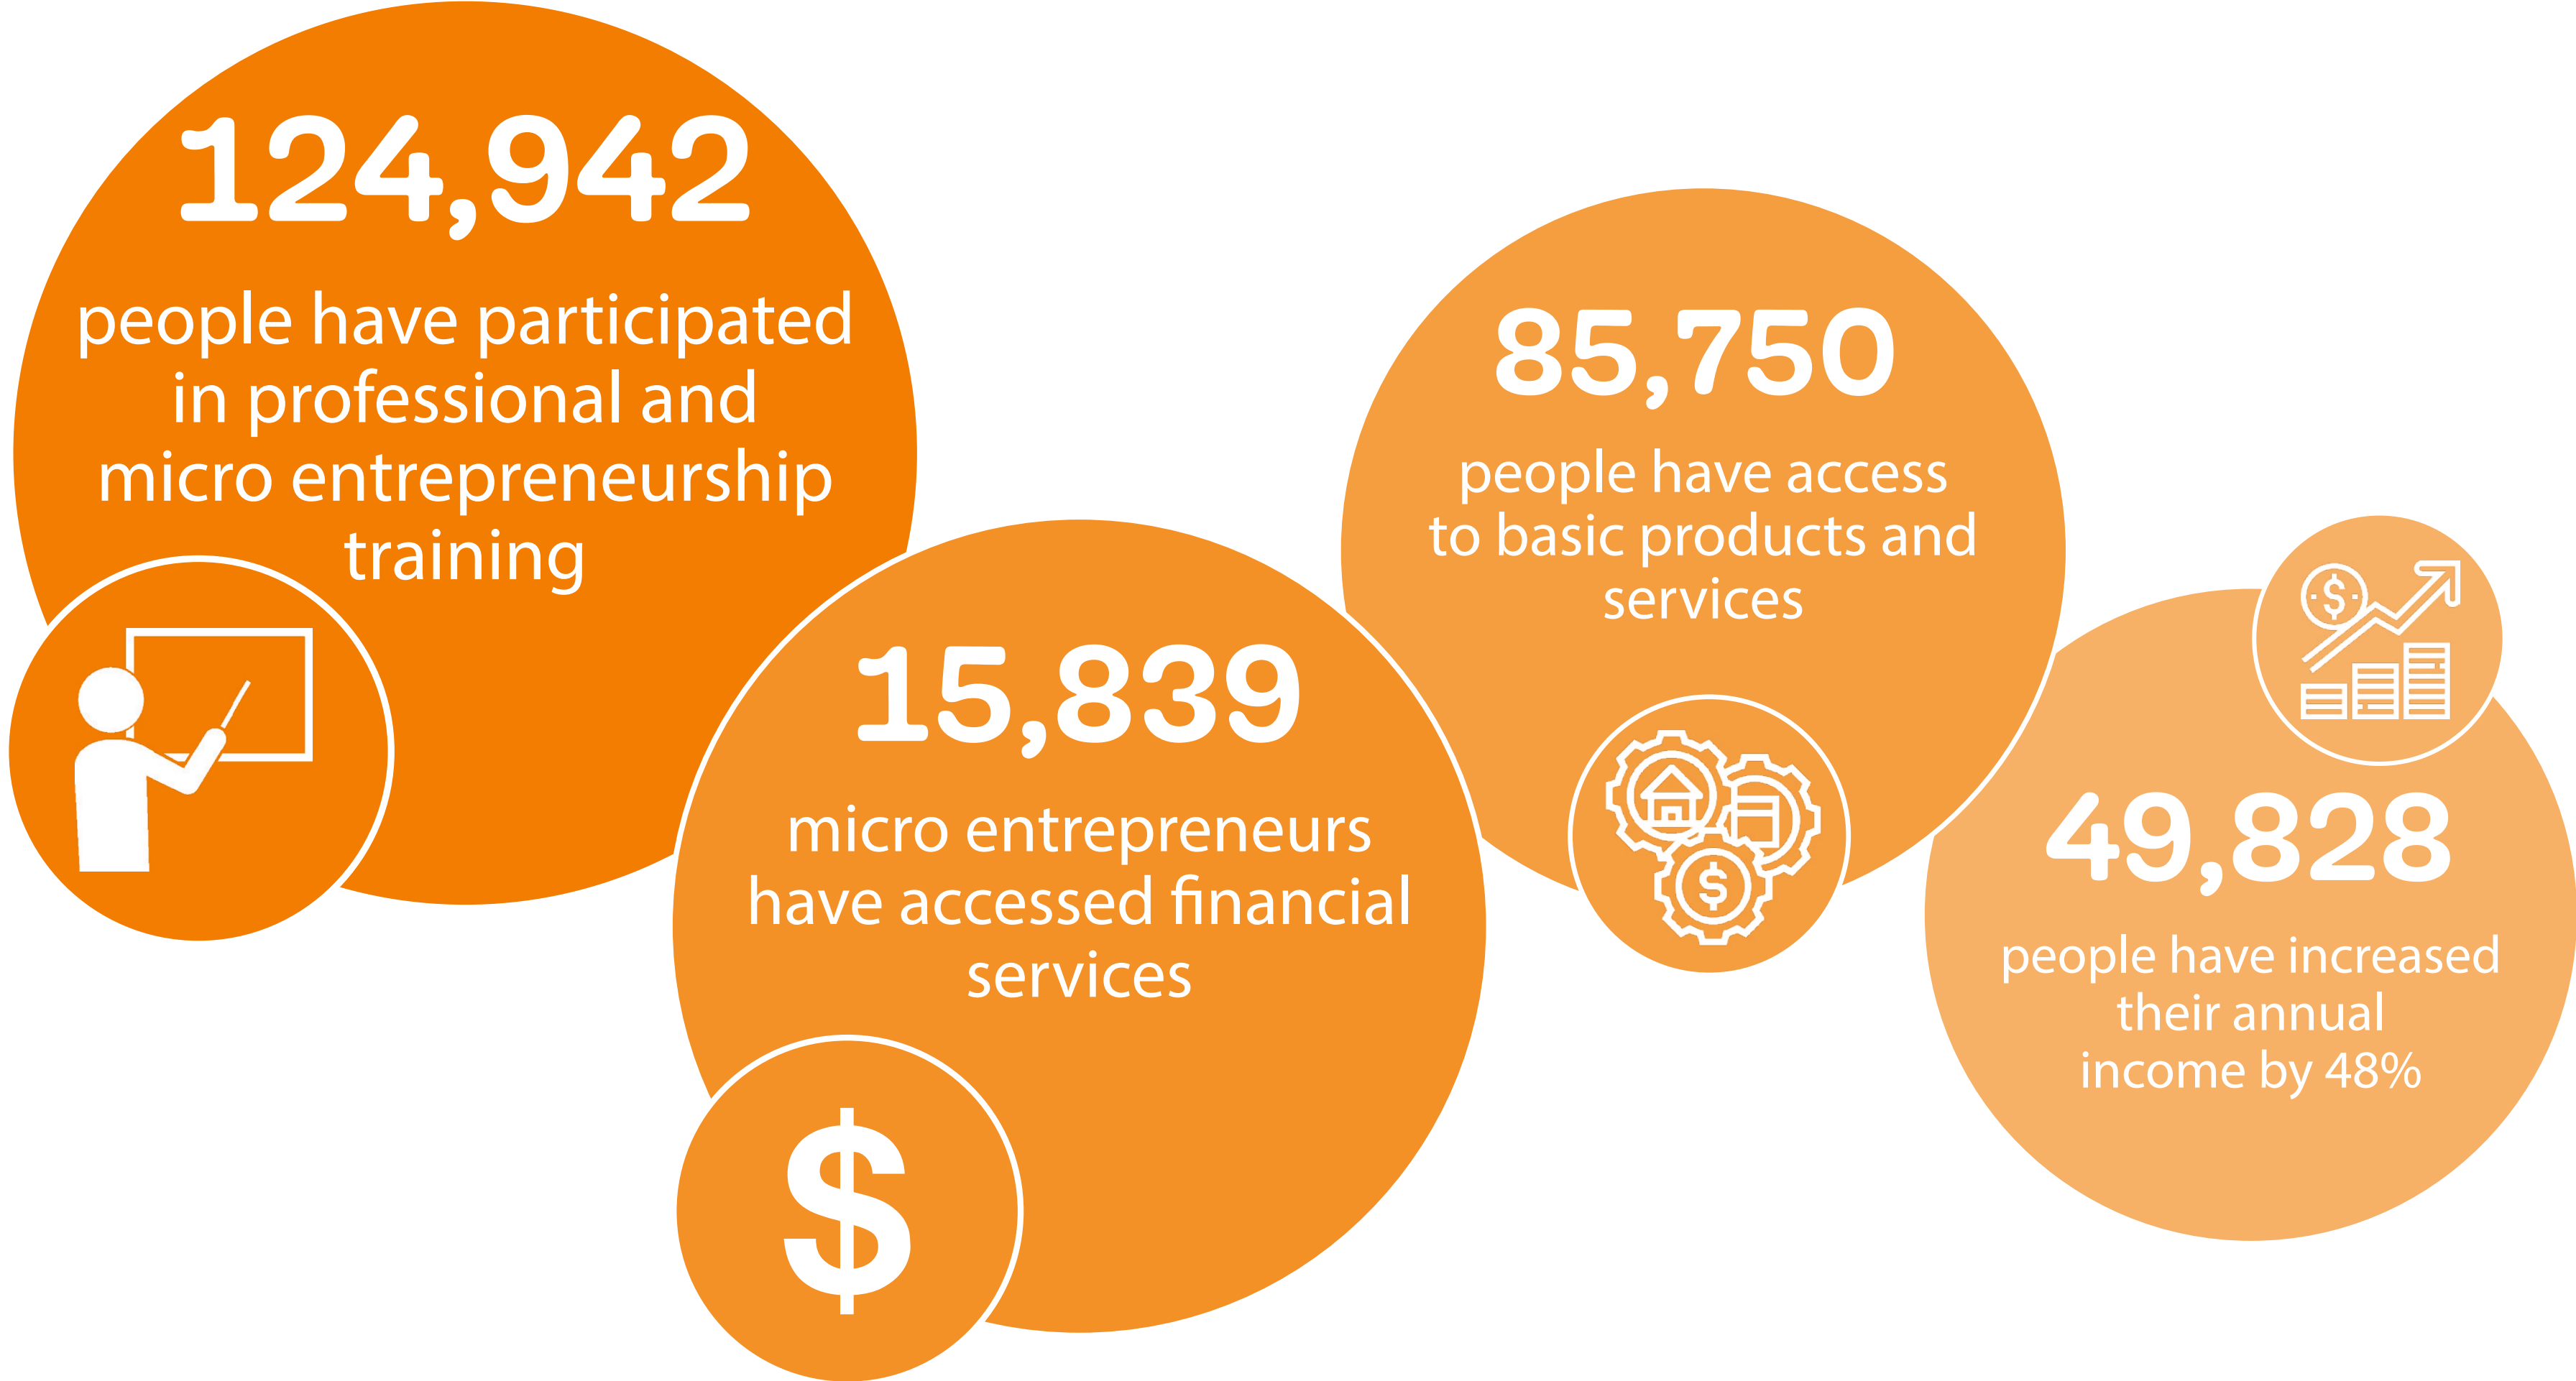 124,942
people have participated
in professional and
micro entrepreneurship
training
15,839
micro entrepreneurs
have accessed financial
services
$
85,750
people have access
to basic products and
services
$
$
49,828
people have increased
their annual
income by 48%